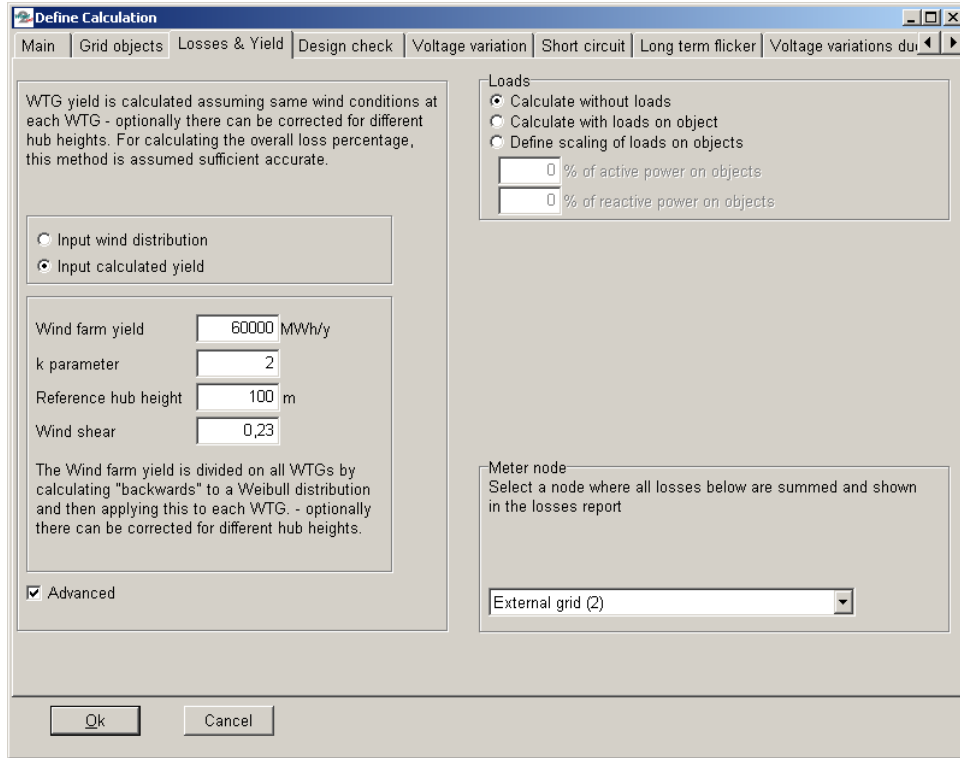 Define Calculation
Main Grid objects Losses & Yield Design check Voltage variation Short circuit Long term flicker Voltage variations du
WTG yield is calculated assuming same wind conditions at
each WTG - optionally there can be corrected for different
hub heights. For calculating the overall loss percentage,
this method is assumed sufficient accurate.
Input wind distribution
Input calculated yield
Wind farm yield 60000 MWh/y
k parameter 2
Reference hub height 100 m
Wind shear 0,23
The Wind farm yield is divided on all WTGs by
calculating "backwards" to a Weibull distribution
and then applying this to each WTG. - optionally
there can be corrected for different hub heights.
Advanced
Loads
Calculate without loads
Calculate with loads on object
Define scaling of loads on objects
0 % of active power on objects
0 % of reactive power on objects
Meter node
Select a node where all losses below are summed and shown
in the losses report
External grid (2)
Ok Cancel